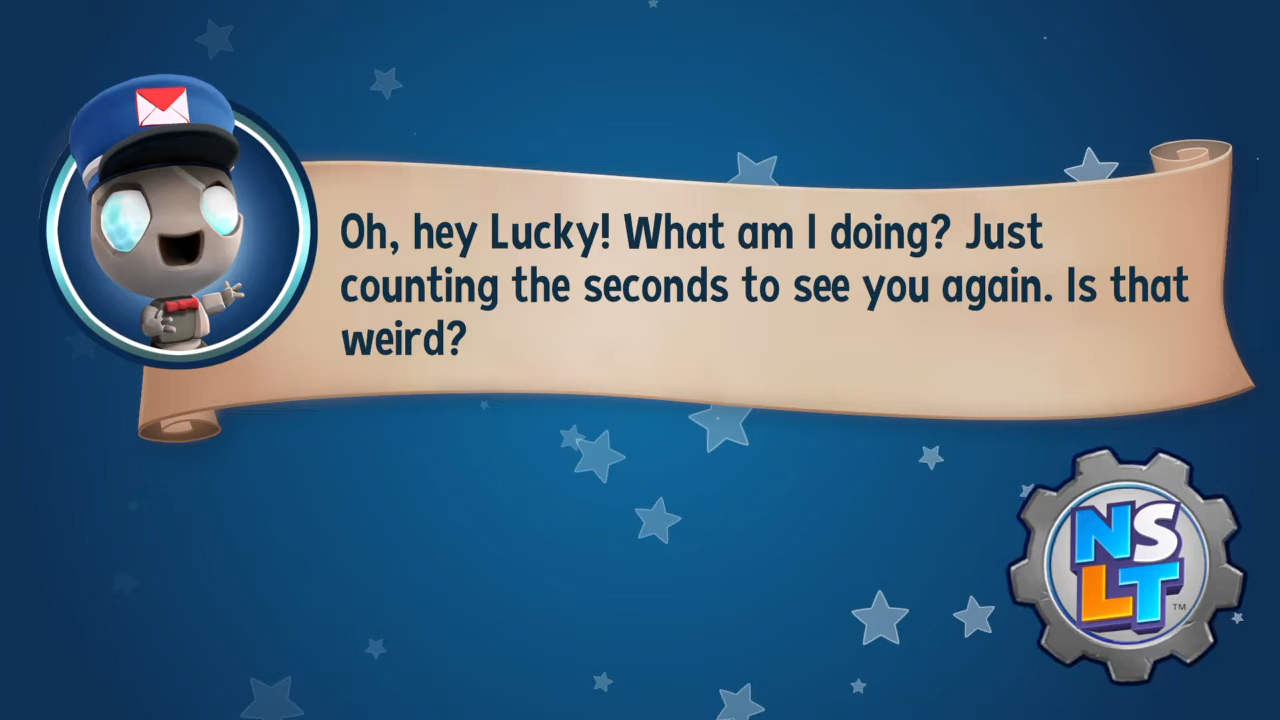 Oh, hey Lucky! What am I doing? Just
counting the seconds to see you again. Is that
weird?
NS
LT
TM